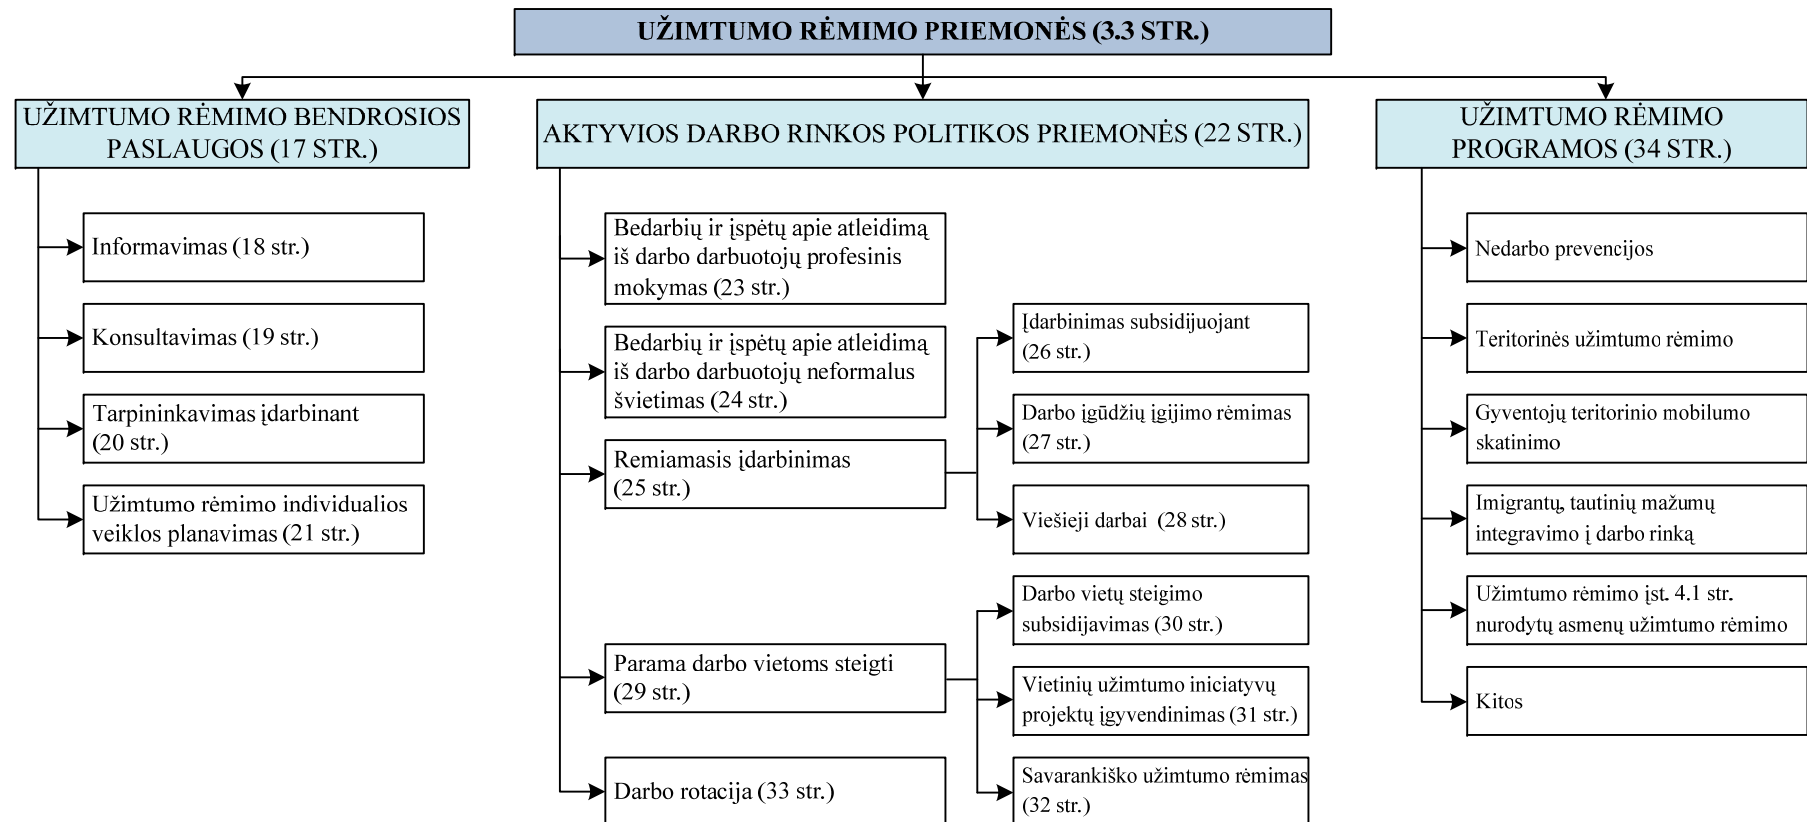 UŽIMTUMO RĖMIMO PRIEMONĖS (3.3 STR.)
UŽIMTUMO RĖMIMO BENDROSIOS
PASLAUGOS (17 STR.)
Informavimas (18 str.)
Konsultavimas (19 str.)
Tarpininkavimas įdarbinant
(20 str.)
Užimtumo rėmimo individualios
veiklos planavimas (21 str.)
AKTYVIOS DARBO RINKOS POLITIKOS PRIEMONĖS (22 STR.)
Bedarbių ir įspėtų apie atleidimą
iš darbo darbuotojų profesinis
mokymas (23 str.)
Bedarbių ir įspėtų apie atleidimą
iš darbo darbuotojų neformalus
švietimas (24 str.)
Remiamasis įdarbinimas
(25 str.)
Įdarbinimas subsidijuojant
(26 str.)
Darbo įgūdžių įgijimo rėmimas
(27 str.)
Viešieji darbai (28 str.)
Parama darbo vietoms steigti
(29 str.)
Darbo vietų steigimo
subsidijavimas (30 str.)
Vietinių užimtumo iniciatyvų
projektų įgyvendinimas (31 str.)
Savarankiško užimtumo rėmimas
(32 str.)
Darbo rotacija (33 str.)
UŽIMTUMO RĖMIMO
PROGRAMOS (34 STR.)
Nedarbo prevencijos
Teritorinės užimtumo rėmimo
Gyventojų teritorinio mobilumo
skatinimo
Imigrantų, tautinių mažumų
integravimo į darbo rinką
Užimtumo rėmimo įst. 4.1 str.
nurodytų asmenų užimtumo rėmimo
Kitos